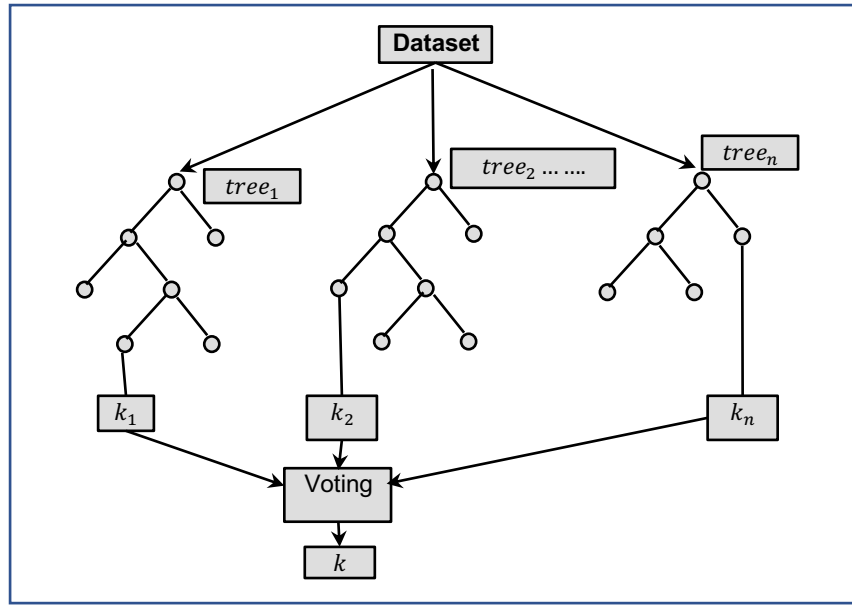 Dataset
tree₁
tree₂ ... ....
treeₙ
k₁
k₂
kₙ
Voting
k